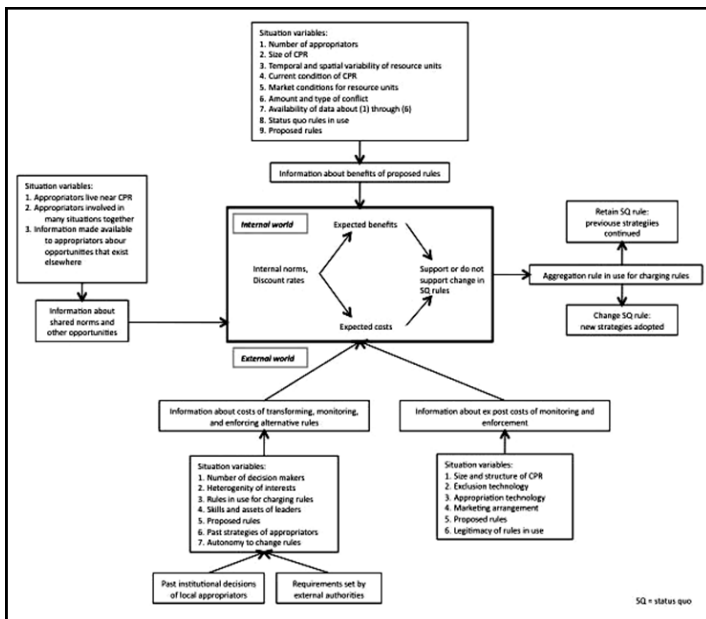 Situation variables:
1. Number of appropriators
2. Size of CPR
3. Temporal and spatial variability of resource units
4. Current condition of CPR
5. Market conditions for resource units
6. Amount and type of conflict
7. Availability of data about (1) through (6)
8. Status quo rules in use
9. Proposed rules
Information about benefits of proposed rules
Situation variables:
1. Appropriators live near CPR
2. Appropriators involved in
many situations together
3. Information made available
to appropriators abour
opportunities that exist
elsewhere
Information about
shared norms and
other opportunities
Internal world
Expected benefits
Internal norms,
Discount rates
Support or do not
support change in
SQ rules
Expected costs
External world
Retain SQ rule:
previouse strategiies
continued
Aggregation rule in use for charging rules
Change SQ rule:
new strategies adopted
Information about costs of transforming, monitoring,
and enforcing alternative rules
Information about ex post costs of monitoring and
enforcement
Situation variables:
1. Number of decision makers
2. Heterogenity of interests
3. Rules in use for charging rules
4. Skills and assets of leaders
5. Proposed rules
6. Past strategies of appropriators
7. Autonomy to change rules
Situation variables:
1. Size and structure of CPR
2. Exclusion technology
3. Appropriation technology
4. Marketing arrangement
5. Proposed rules
6. Legitimacy of rules in use
Past institutional decisions
of local appropriators
Requirements set by
external authorities
SQ = status quo